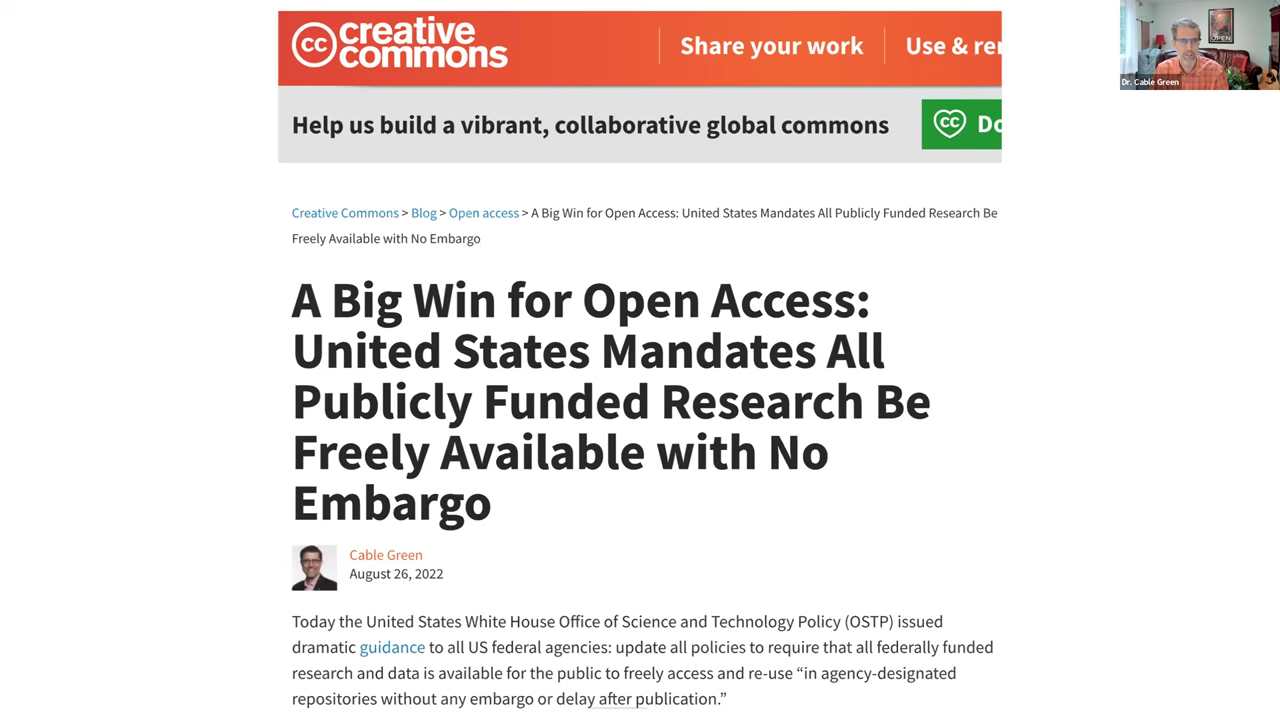 creative
commons
Share your work
Use & re
Help us build a vibrant, collaborative global commons
cc
Do
Dr. Cable Green
OPEN
Creative Commons > Blog > Open access > A Big Win for Open Access: United States Mandates All Publicly Funded Research Be
Freely Available with No Embargo
A Big Win for Open Access:
United States Mandates All
Publicly Funded Research Be
Freely Available with No
Embargo
Cable Green
August 26, 2022
Today the United States White House Office of Science and Technology Policy (OSTP) issued
dramatic guidance to all US federal agencies: update all policies to require that all federally funded
research and data is available for the public to freely access and re-use “in agency-designated
repositories without any embargo or delay after publication.”